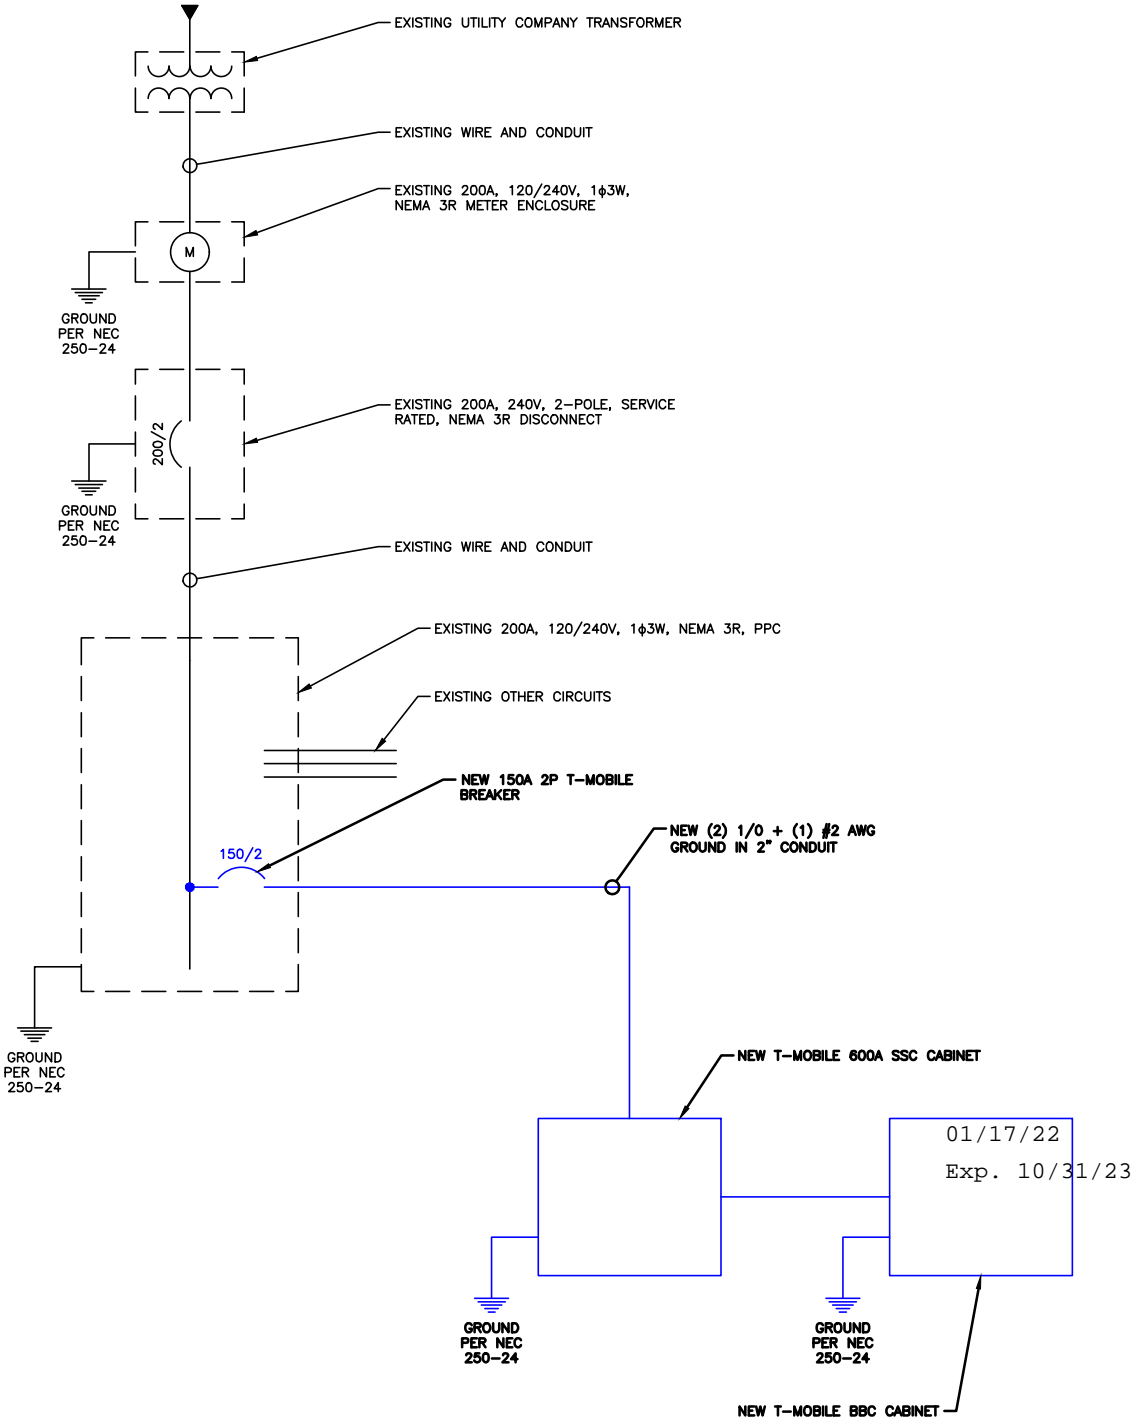 EXISTING UTILITY COMPANY TRANSFORMER
EXISTING WIRE AND CONDUIT
EXISTING 200A, 120/240V, 1ϕ3W,
NEMA 3R METER ENCLOSURE
M
GROUND
PER NEC
250-24
EXISTING 200A, 240V, 2-POLE, SERVICE
RATED, NEMA 3R DISCONNECT
200/2
GROUND
PER NEC
250-24
EXISTING WIRE AND CONDUIT
EXISTING 200A, 120/240V, 1ϕ3W, NEMA 3R, PPC
EXISTING OTHER CIRCUITS
NEW 150A 2P T-MOBILE
BREAKER
NEW (2) 1/0 + (1) #2 AWG
GROUND IN 2" CONDUIT
150/2
GROUND
PER NEC
250-24
NEW T-MOBILE 600A SSC CABINET
01/17/22
Exp. 10/31/23
GROUND
PER NEC
250-24
GROUND
PER NEC
250-24
NEW T-MOBILE BBC CABINET